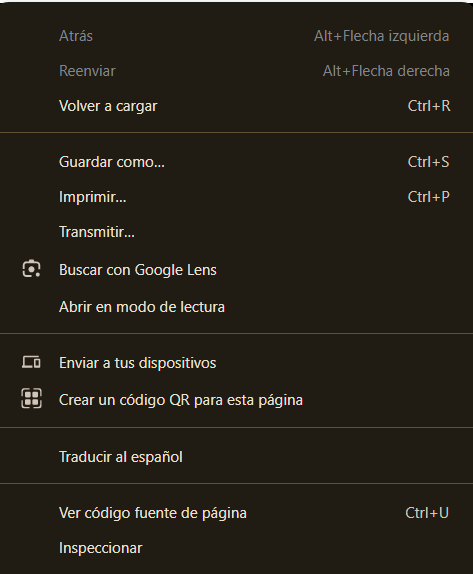 Atrás Alt+Flecha izquierda
Reenviar Alt+Flecha derecha
Volver a cargar Ctrl+R
Guardar como... Ctrl+S
Imprimir... Ctrl+P
Transmitir...
Buscar con Google Lens
Abrir en modo de lectura
Enviar a tus dispositivos
Crear un código QR para esta página
Traducir al español
Ver código fuente de página Ctrl+U
Inspeccionar